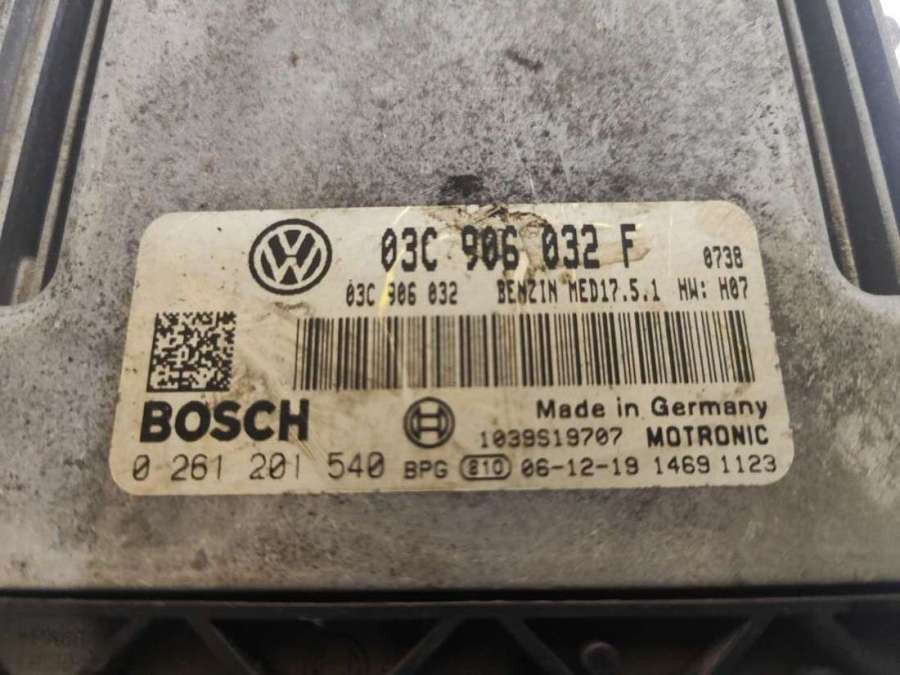 03C 906 032 F 0738
03C 906 032 BENZIN MED17.5.1 HW: H07
BOSCH Made in Germany
1039S19707 MOTRONIC
0 261 201 540 BPG 810 06-12-19 1469 1123